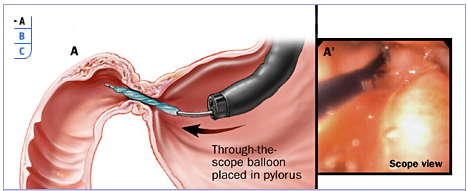 A
B
C
A
A'
Through-the-
scope balloon
placed in pylorus
Scope view